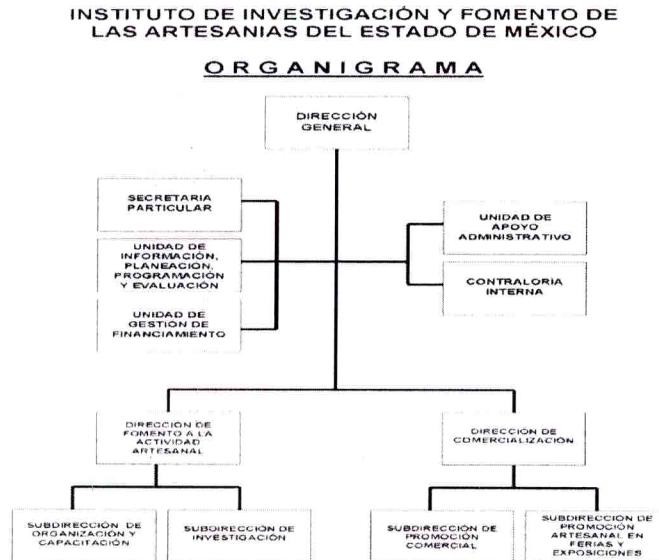 INSTITUTO DE INVESTIGACIÓN Y FOMENTO DE
LAS ARTESANIAS DEL ESTADO DE MÉXICO
ORGANIGRAMA
DIRECCIÓN
GENERAL
SECRETARIA
PARTICULAR
UNIDAD DE
INFORMACIÓN,
PLANEACIÓN,
PROGRAMACIÓN
Y EVALUACIÓN
UNIDAD DE
GESTIÓN DE
FINANCIAMIENTO
UNIDAD DE
APOYO
ADMINISTRATIVO
CONTRALORIA
INTERNA
DIRECCIÓN DE
FOMENTO A LA
ACTIVIDAD
ARTESANAL
DIRECCIÓN DE
COMERCIALIZACIÓN
SUBDIRECCIÓN DE
ORGANIZACIÓN Y
CAPACITACIÓN
SUBDIRECCIÓN DE
INVESTIGACIÓN
SUBDIRECCIÓN DE
PROMOCIÓN
COMERCIAL
SUBDIRECCIÓN DE
PROMOCIÓN
ARTESANAL EN
FERIAS Y
EXPOSICIONES